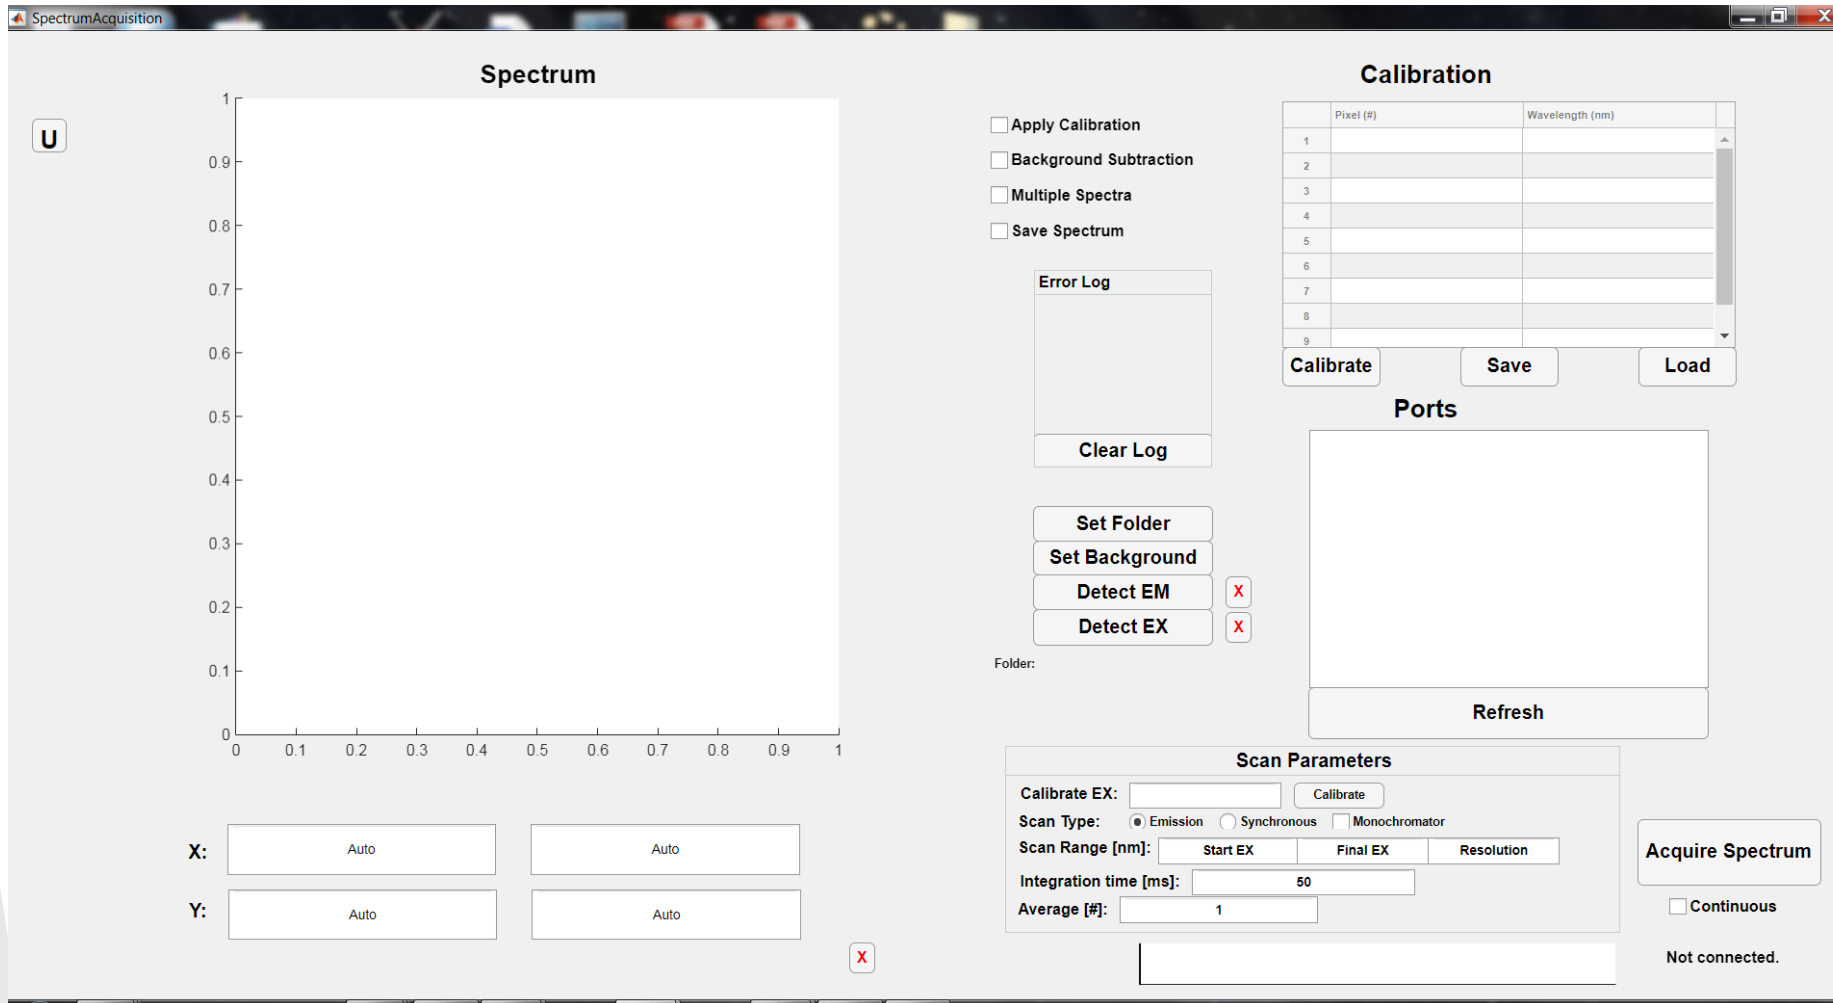 SpectrumAcquisition
X
Spectrum
U
1
0.9
0.8
0.7
0.6
0.5
0.4
0.3
0.2
0.1
0
0 0.1 0.2 0.3 0.4 0.5 0.6 0.7 0.8 0.9 1
X: Auto Auto
Y: Auto Auto
X
Apply Calibration
Background Subtraction
Multiple Spectra
Save Spectrum
Error Log
Clear Log
Set Folder
Set Background
Detect EM X
Detect EX X
Folder:
Calibration
Pixel (#) Wavelength (nm)
1
2
3
4
5
6
7
8
9
Calibrate Save Load
Ports
Refresh
Scan Parameters
Calibrate EX: Calibrate
Scan Type: Emission Synchronous Monochromator
Scan Range [nm]: Start EX Final EX Resolution
Integration time [ms]: 50
Average [#]: 1
Acquire Spectrum
Continuous
Not connected.